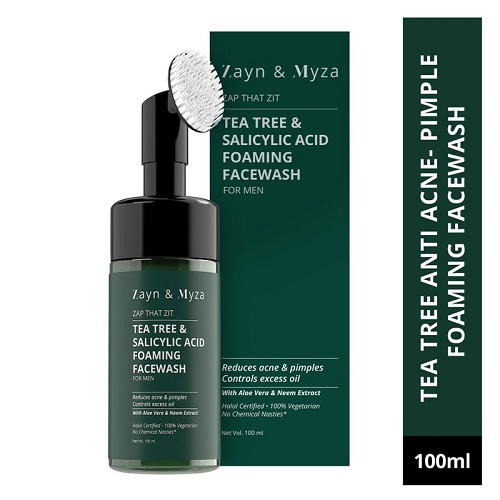 Zayn & Myza
ZAP THAT ZIT
TEA TREE &
SALICYLIC ACID
FOAMING
FACEWASH
FOR MEN
Reduces acne & pimples
Controls excess oil
With Aloe Vera & Neem Extract
Halal Certified • 100% Vegetarian
No Chemical Nasties*
Net Vol. 100 ml
Zayn & Myza
ZAP THAT ZIT
TEA TREE &
SALICYLIC ACID
FOAMING
FACEWASH
FOR MEN
Reduces acne & pimples
Controls excess oil
With Aloe Vera & Neem Extract
Halal Certified • 100% Vegetarian
No Chemical Nasties*
Net Vol. 100 ml
TEA TREE ANTI ACNE- PIMPLE
FOAMING FACEWASH
100ml